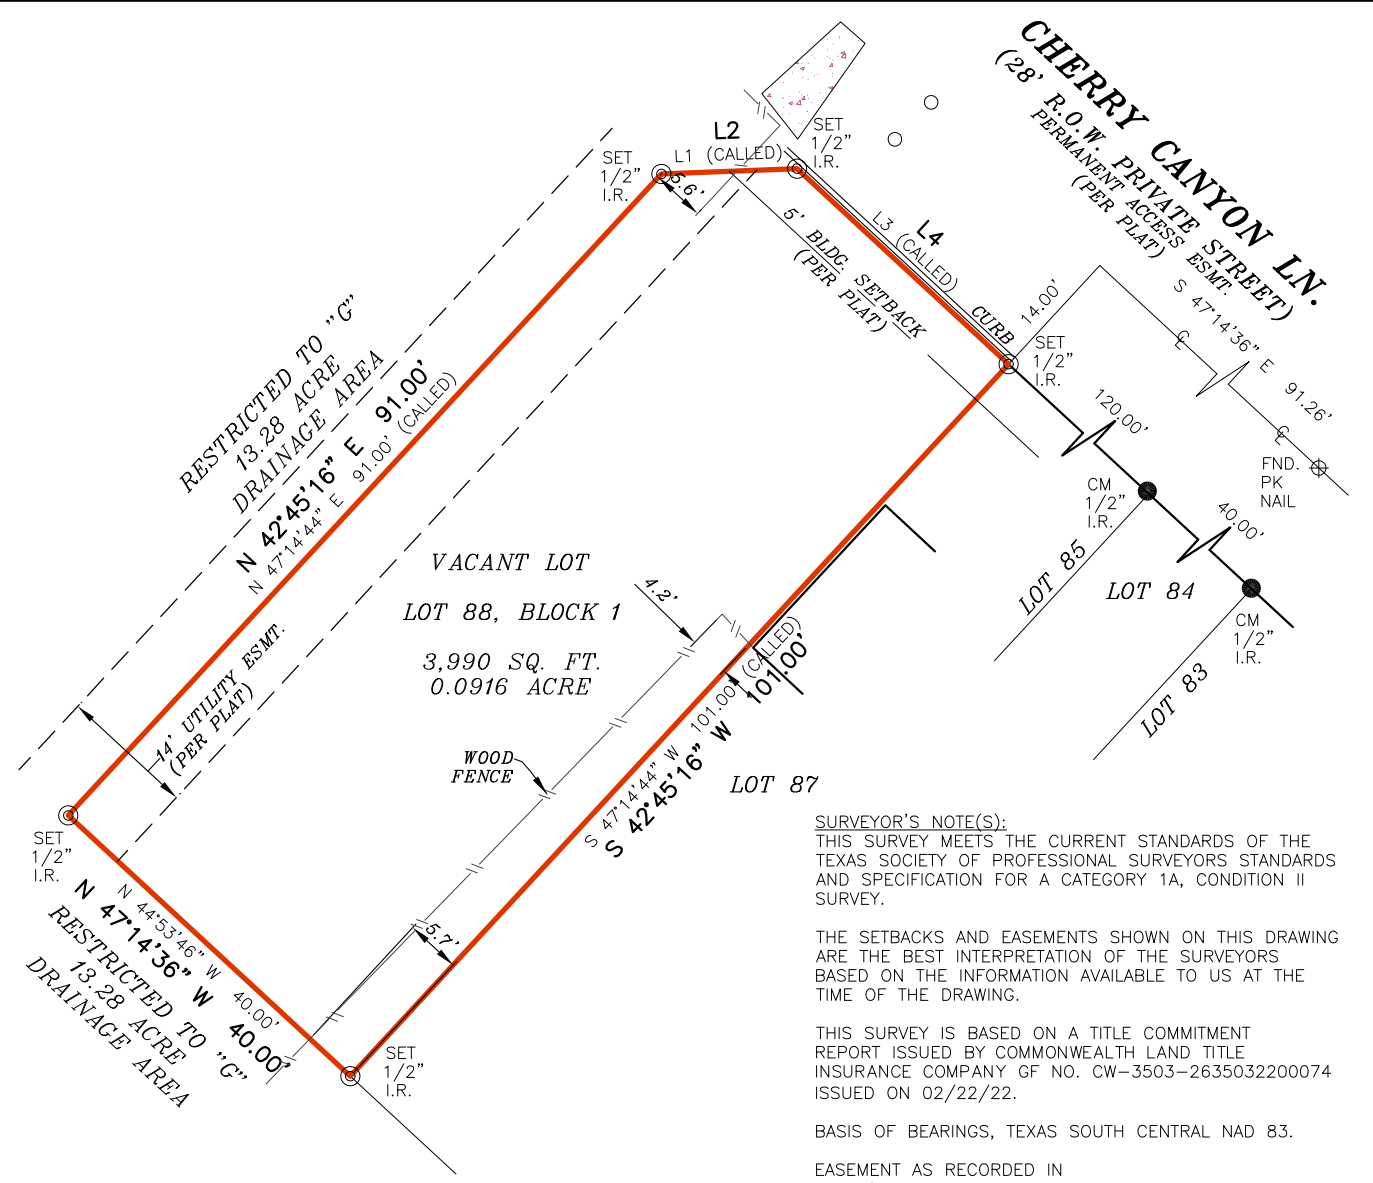 CHERRY CANYON LN.
(28' R.O.W. PRIVATE STREET)
PERMANENT ACCESS ESMT.
(PER PLAT)
SET
1/2"
I.R.
L2
L1 (CALLED)
SET
1/2"
I.R.
5.6'
5' BLDG. SETBACK
(PER PLAT)
L4
L3 (CALLED)
CURB
14.00'
S 47°14'36" E 91.26'
℄
℄
SET
1/2"
I.R.
120.00'
FND.
PK
NAIL
CM
1/2"
I.R.
40.00'
LOT 85
LOT 84
CM
1/2"
I.R.
LOT 83
RESTRICTED TO "G"
13.28 ACRE
DRAINAGE AREA
N 42°45'16" E 91.00'
N 47°14'44" E 91.00' (CALLED)
VACANT LOT
LOT 88, BLOCK 1
3,990 SQ. FT.
0.0916 ACRE
4.2'
14' UTILITY ESMT.
(PER PLAT)
WOOD
FENCE
S 47°14'44" W 101.00' (CALLED)
S 42°45'16" W 101.00'
LOT 87
SET
1/2"
I.R.
5.7'
N 44°53'46" W 40.00'
N 47°14'36" W 40.00'
RESTRICTED TO "G"
13.28 ACRE
DRAINAGE AREA
SET
1/2"
I.R.
SURVEYOR'S NOTE(S):
THIS SURVEY MEETS THE CURRENT STANDARDS OF THE
TEXAS SOCIETY OF PROFESSIONAL SURVEYORS STANDARDS
AND SPECIFICATION FOR A CATEGORY 1A, CONDITION II
SURVEY.
THE SETBACKS AND EASEMENTS SHOWN ON THIS DRAWING
ARE THE BEST INTERPRETATION OF THE SURVEYORS
BASED ON THE INFORMATION AVAILABLE TO US AT THE
TIME OF THE DRAWING.
THIS SURVEY IS BASED ON A TITLE COMMITMENT
REPORT ISSUED BY COMMONWEALTH LAND TITLE
INSURANCE COMPANY GF NO. CW-3503-2635032200074
ISSUED ON 02/22/22.
BASIS OF BEARINGS, TEXAS SOUTH CENTRAL NAD 83.
EASEMENT AS RECORDED IN